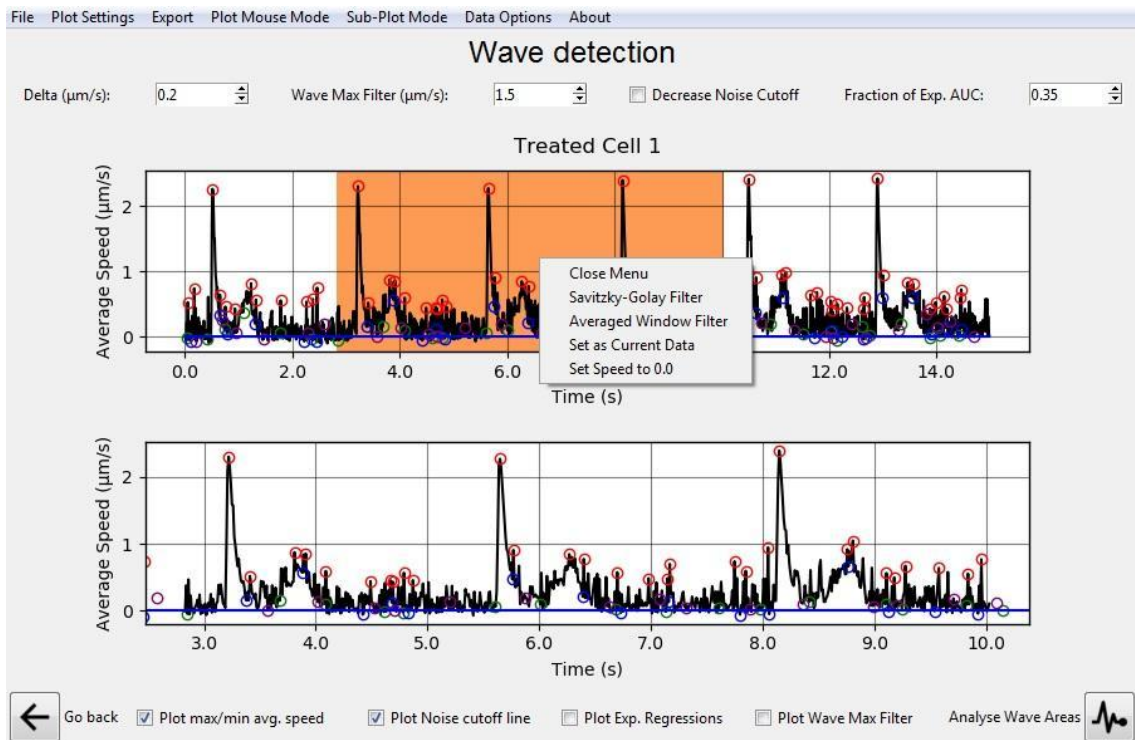 File Plot Settings Export Plot Mouse Mode Sub-Plot Mode Data Options About
Wave detection
Delta (µm/s): 0.2 Wave Max Filter (µm/s): 1.5 Decrease Noise Cutoff Fraction of Exp. AUC: 0.35
Treated Cell 1
Average Speed (µm/s)
2
1
0
0.0 2.0 4.0 6.0 12.0 14.0
Time (s)
Close Menu
Savitzky-Golay Filter
Averaged Window Filter
Set as Current Data
Set Speed to 0.0
Average Speed (µm/s)
2
1
0
3.0 4.0 5.0 6.0 7.0 8.0 9.0 10.0
Time (s)
Go back Plot max/min avg. speed Plot Noise cutoff line Plot Exp. Regressions Plot Wave Max Filter Analyse Wave Areas